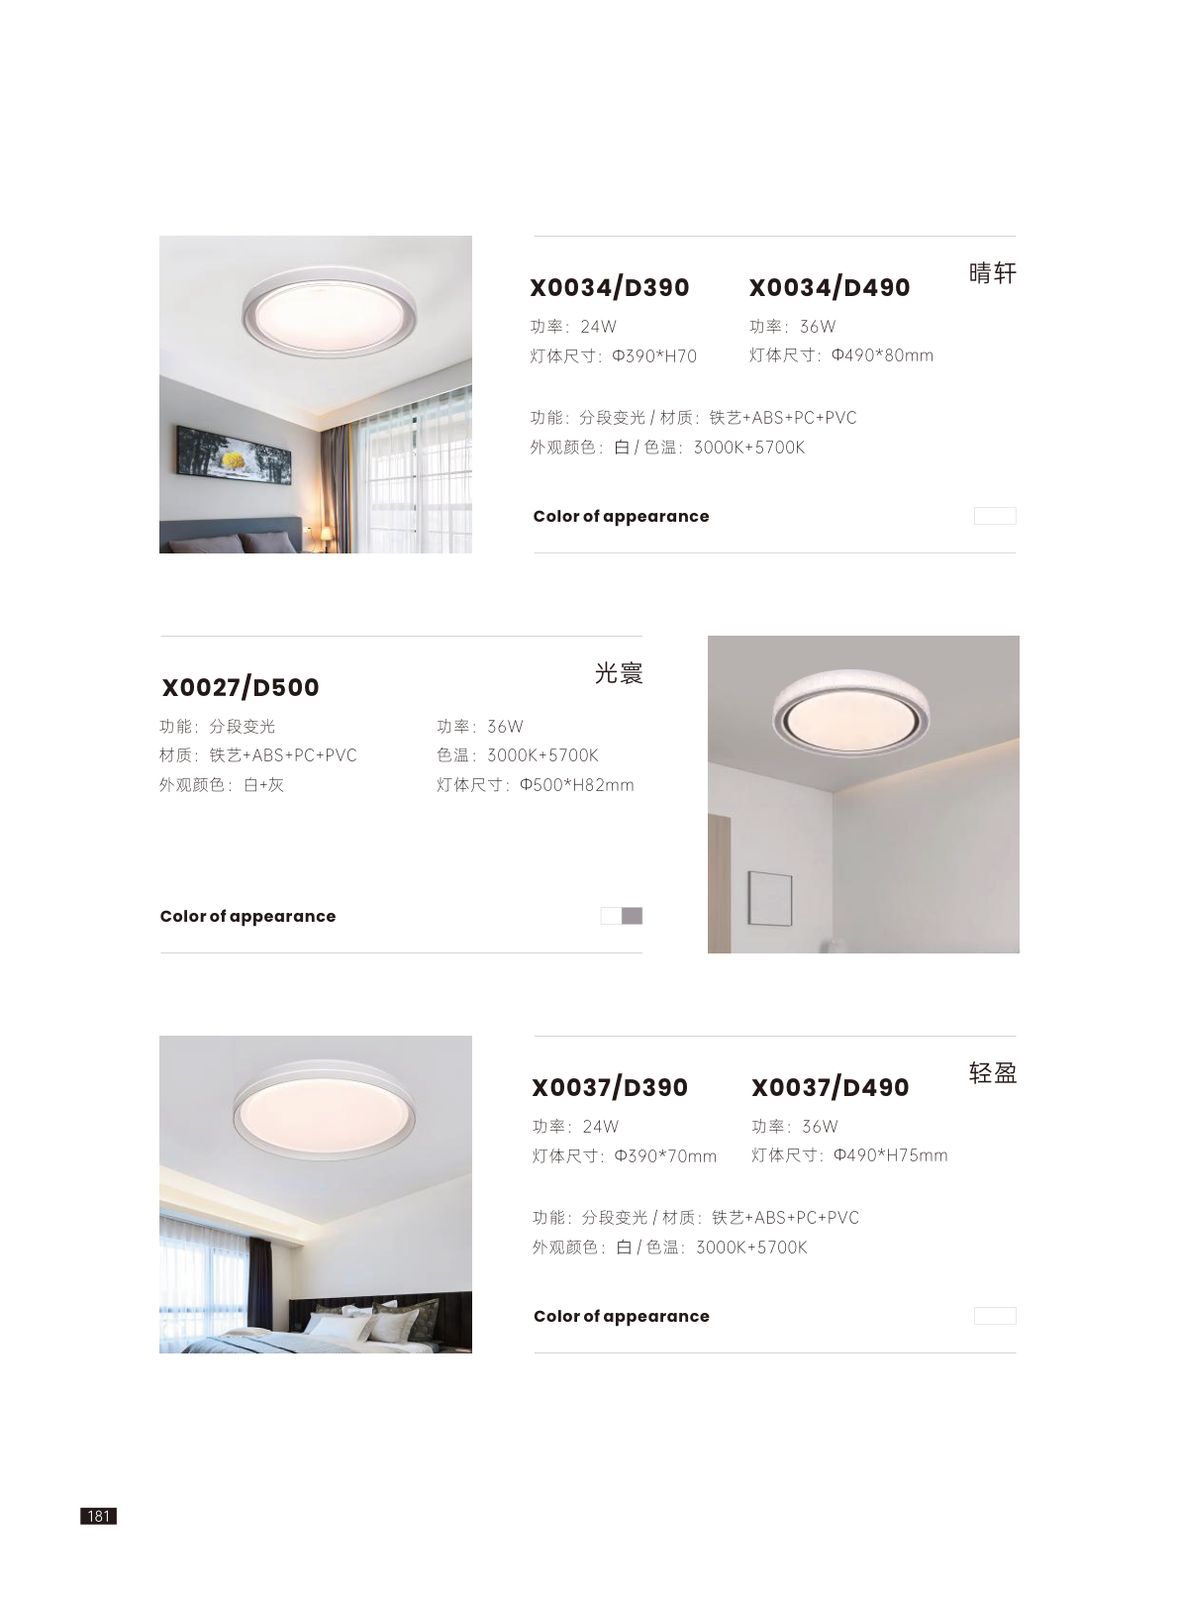 晴轩
X0034/D390 X0034/D490
功率：24W 功率：36W
灯体尺寸：Φ390*H70 灯体尺寸：Φ490*80mm
功能：分段变光 / 材质：铁艺+ABS+PC+PVC
外观颜色：白 / 色温：3000K+5700K
Color of appearance
光寰
X0027/D500
功能：分段变光 功率：36W
材质：铁艺+ABS+PC+PVC 色温：3000K+5700K
外观颜色：白+灰 灯体尺寸：Φ500*H82mm
Color of appearance
轻盈
X0037/D390 X0037/D490
功率：24W 功率：36W
灯体尺寸：Φ390*70mm 灯体尺寸：Φ490*H75mm
功能：分段变光 / 材质：铁艺+ABS+PC+PVC
外观颜色：白 / 色温：3000K+5700K
Color of appearance
181